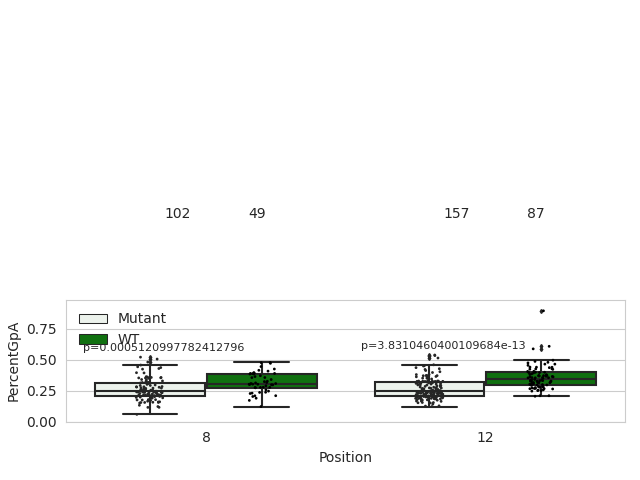 102 49 157 87
Mutant
WT
p=0.0005120997782412796 p=3.831046040109684e-13
PercentGpA
0.75
0.50
0.25
0.00
8 12
Position